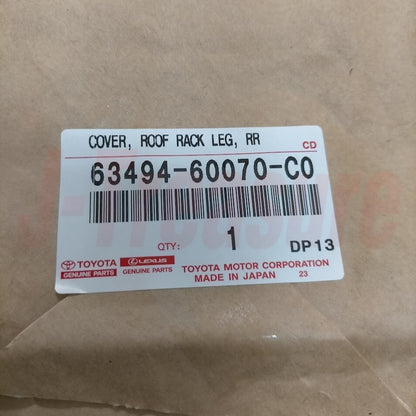 COVER, ROOF RACK LEG, RR
CD
63494-60070-C0
QTY: 1 DP13
TOYOTA LEXUS TOYOTA MOTOR CORPORATION
GENUINE PARTS GENUINE PARTS MADE IN JAPAN 23